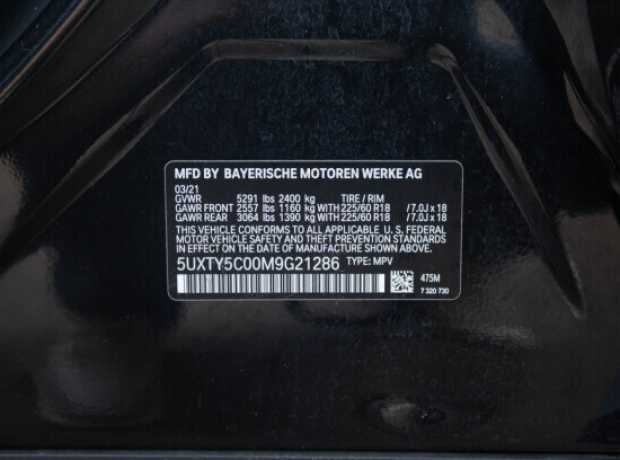 MFD BY BAYERISCHE MOTOREN WERKE AG
03/21
GVWR 5291 lbs 2400 kg TIRE / RIM
GAWR FRONT 2557 lbs 1160 kg WITH 225/60 R18 /7.0J x 18
GAWR REAR 3064 lbs 1390 kg WITH 225/60 R18 /7.0J x 18
THIS VEHICLE CONFORMS TO ALL APPLICABLE U. S. FEDERAL
MOTOR VEHICLE SAFETY AND THEFT PREVENTION STANDARDS
IN EFFECT ON THE DATE OF MANUFACTURE SHOWN ABOVE.
5UXTY5C00M9G21286 TYPE: MPV
475M
7 320 730